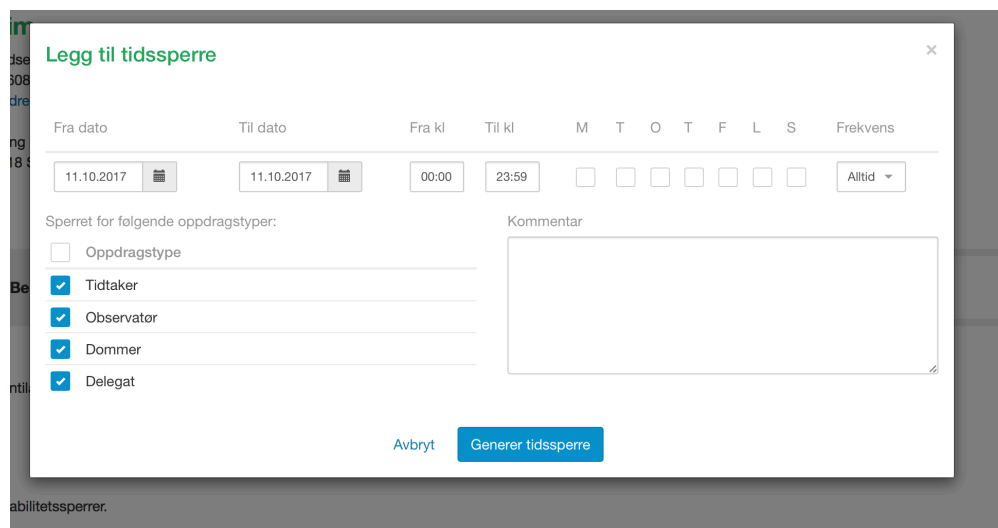 Legg til tidssperre ×
Fra dato Til dato Fra kl Til kl M T O T F L S Frekvens
11.10.2017 11.10.2017 00:00 23:59 Alltid
Sperret for følgende oppdragstyper: Kommentar
Oppdragstype
Tidtaker
Observatør
Dommer
Delegat
Avbryt Generer tidssperre
abilitetssperrer.